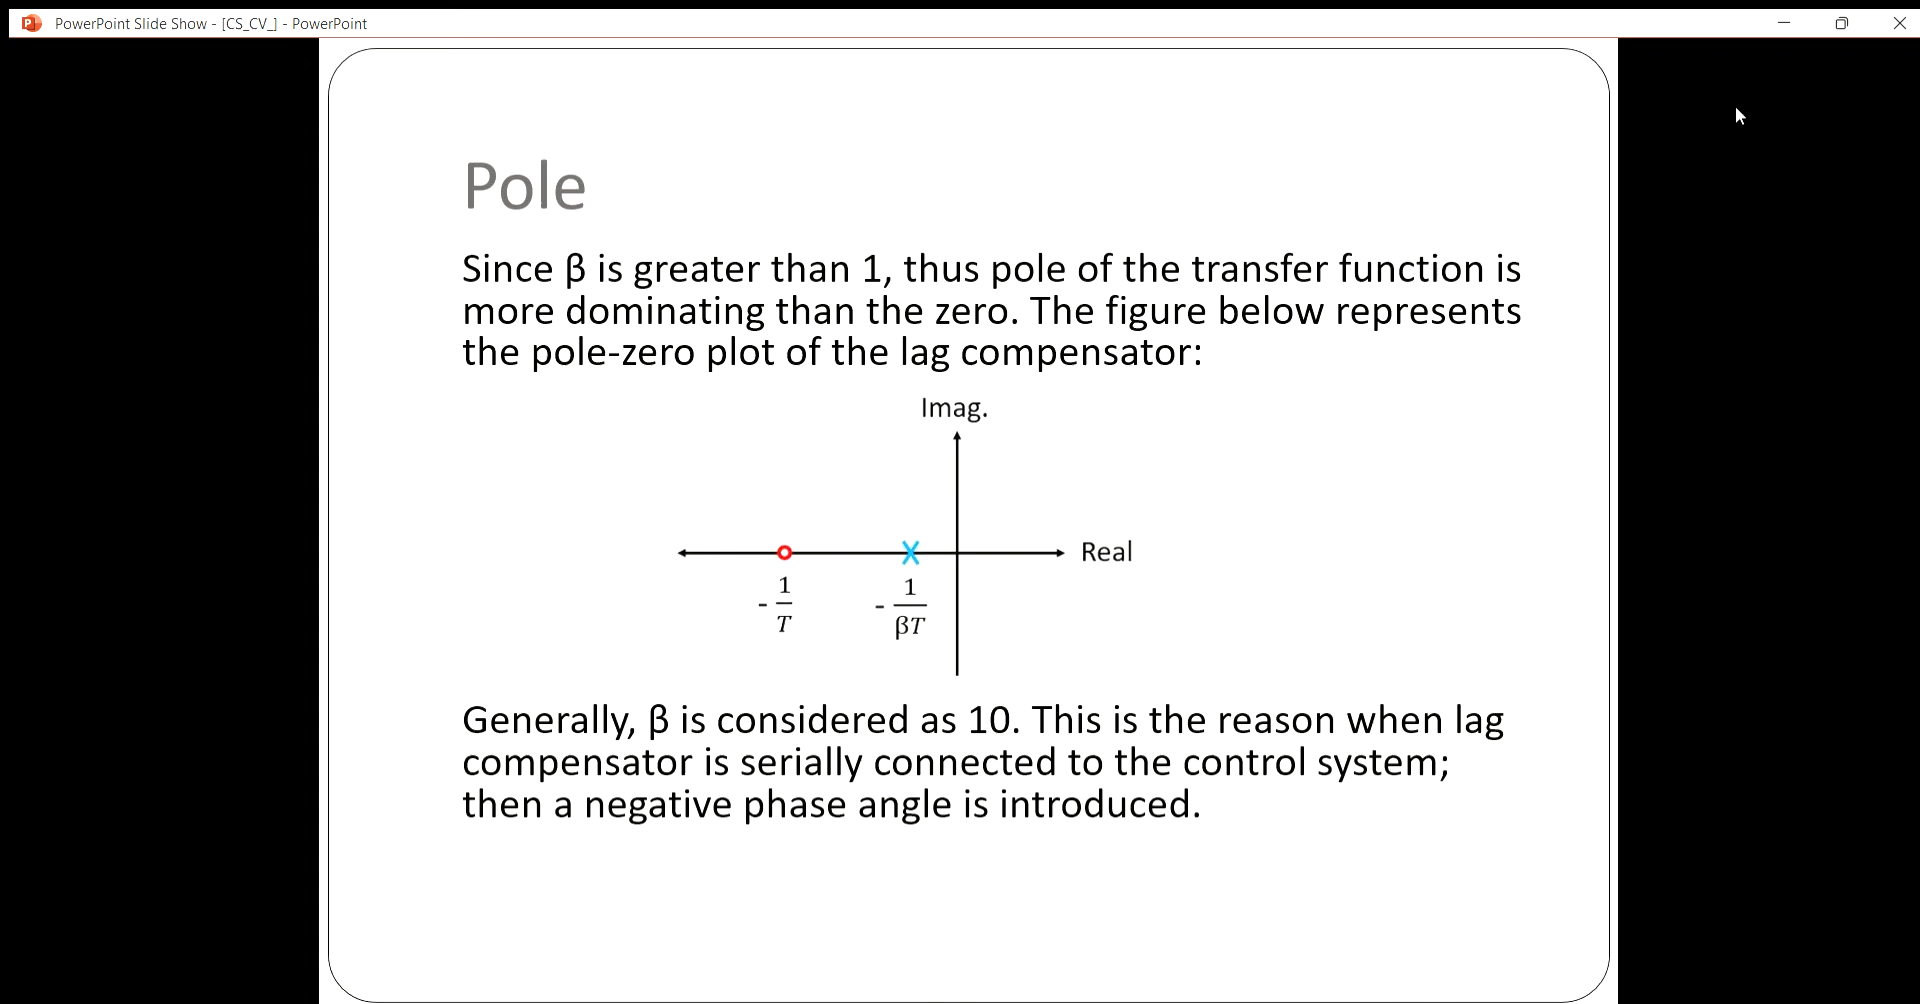 PowerPoint Slide Show - [CS_CV_] - PowerPoint
Pole
Since β is greater than 1, thus pole of the transfer function is
more dominating than the zero. The figure below represents
the pole-zero plot of the lag compensator:
Imag.
Real
- 1/T
- 1/βT
Generally, β is considered as 10. This is the reason when lag
compensator is serially connected to the control system;
then a negative phase angle is introduced.